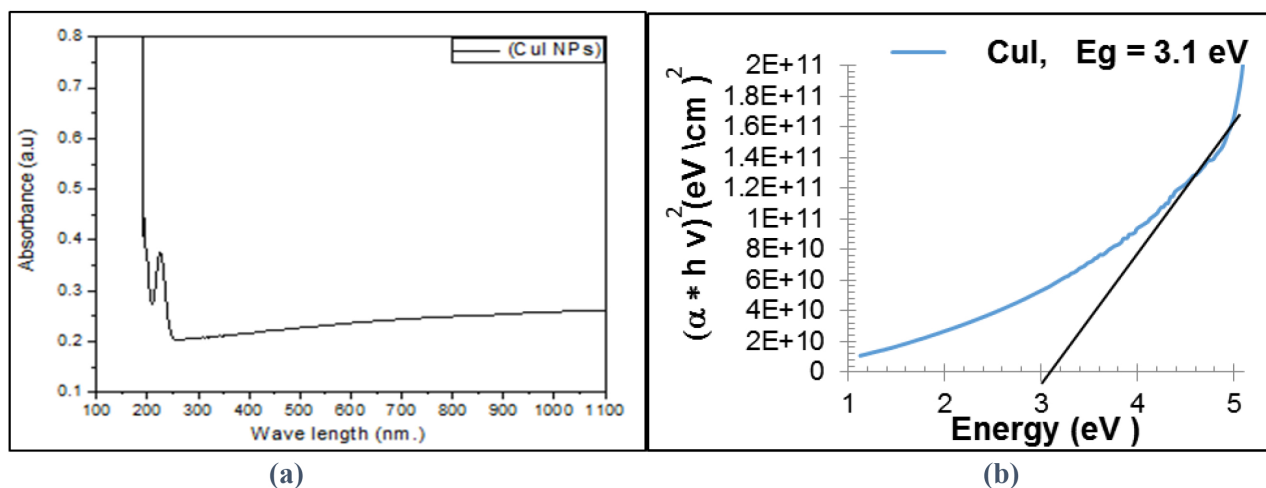 (CuI NPs)
0.8
0.7
0.6
0.5
0.4
0.3
0.2
0.1
Absorbance (a.u)
100 200 300 400 500 600 700 800 900 1000 1100
Wave length (nm.)
(a)
CuI, Eg = 3.1 eV
2E+11
1.8E+11
1.6E+11
1.4E+11
1.2E+11
1E+11
8E+10
6E+10
4E+10
2E+10
0
(α * h v)² (eV \cm)²
1 2 3 4 5
Energy (eV )
(b)